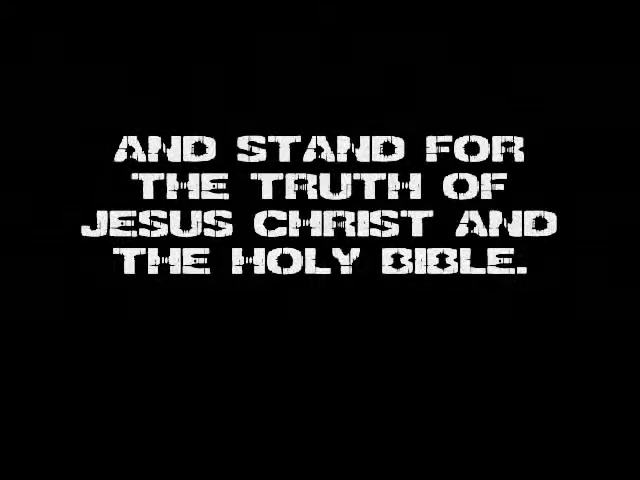 AND STAND FOR
THE TRUTH OF
JESUS CHRIST AND
THE HOLY BIBLE.